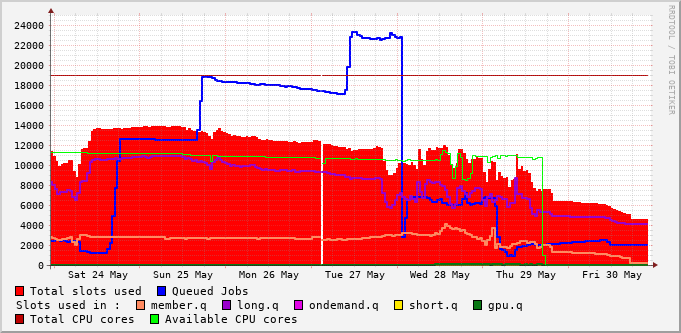 24000
22000
20000
18000
16000
14000
12000
10000
8000
6000
4000
2000
0
Sat 24 May Sun 25 May Mon 26 May Tue 27 May Wed 28 May Thu 29 May Fri 30 May
Total slots used Queued Jobs
Slots used in : member.q long.q ondemand.q short.q gpu.q
Total CPU cores Available CPU cores
RRDTOOL / TOBI OETIKER